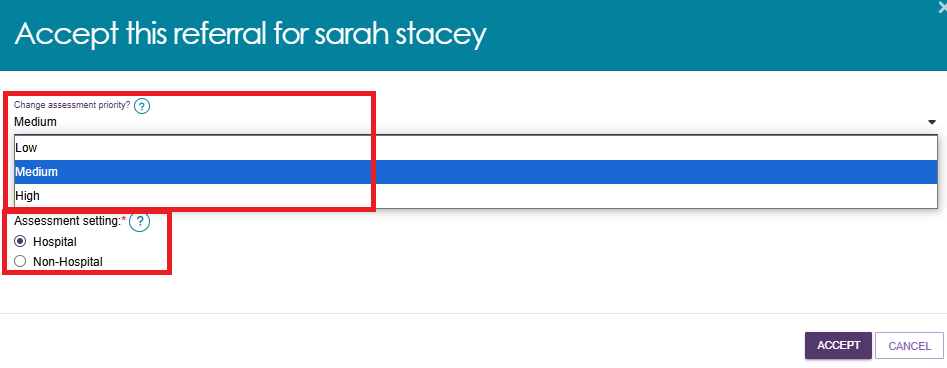 Accept this referral for sarah stacey
Change assessment priority? ?
Medium
Low
Medium
High
Assessment setting:* ?
Hospital
Non-Hospital
ACCEPT CANCEL